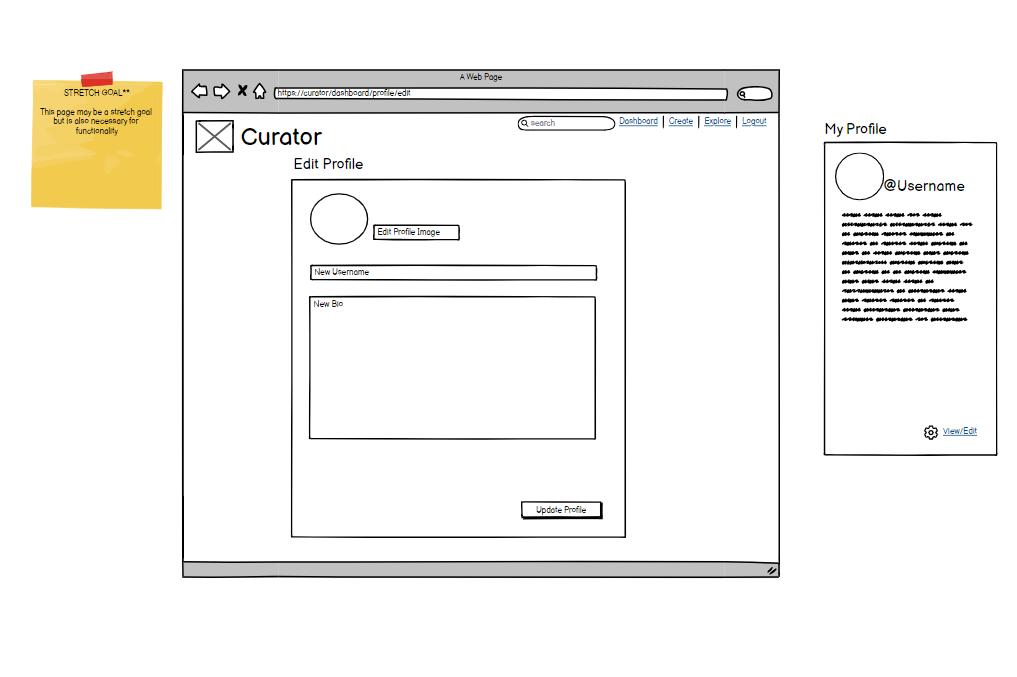 STRETCH GOAL**
This page may be a stretch goal
but is also necessary for
functionality
A Web Page
https://curator/dashboard/profile/edit
search
Dashboard | Create | Explore | Logout
Curator
Edit Profile
Edit Profile Image
New Username
New Bio
Update Profile
My Profile
@Username
View/Edit